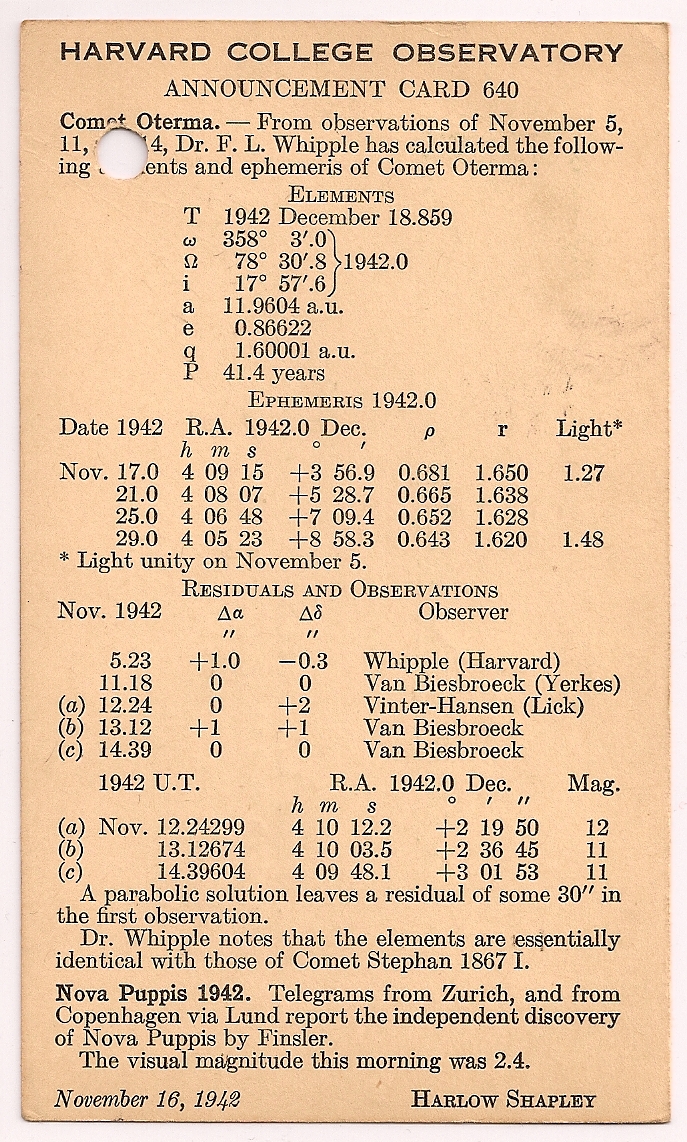 HARVARD COLLEGE OBSERVATORY
ANNOUNCEMENT CARD 640
Comet Oterma. — From observations of November 5,
11, 14, Dr. F. L. Whipple has calculated the follow-
ing ents and ephemeris of Comet Oterma:
ELEMENTS
T 1942 December 18.859
ω 358° 3′.0
Ω 78° 30′.8 }1942.0
i 17° 57′.6
a 11.9604 a.u.
e 0.86622
q 1.60001 a.u.
P 41.4 years
EPHEMERIS 1942.0
Date 1942 R.A. 1942.0 Dec. ρ r Light*
h m s ° ′
Nov. 17.0 4 09 15 +3 56.9 0.681 1.650 1.27
21.0 4 08 07 +5 28.7 0.665 1.638
25.0 4 06 48 +7 09.4 0.652 1.628
29.0 4 05 23 +8 58.3 0.643 1.620 1.48
* Light unity on November 5.
RESIDUALS AND OBSERVATIONS
Nov. 1942 Δα Δδ Observer
″ ″
5.23 +1.0 −0.3 Whipple (Harvard)
11.18 0 0 Van Biesbroeck (Yerkes)
(a) 12.24 0 +2 Vinter-Hansen (Lick)
(b) 13.12 +1 +1 Van Biesbroeck
(c) 14.39 0 0 Van Biesbroeck
1942 U.T. R.A. 1942.0 Dec. Mag.
h m s ° ′ ″
(a) Nov. 12.24299 4 10 12.2 +2 19 50 12
(b) 13.12674 4 10 03.5 +2 36 45 11
(c) 14.39604 4 09 48.1 +3 01 53 11
A parabolic solution leaves a residual of some 30″ in
the first observation.
Dr. Whipple notes that the elements are essentially
identical with those of Comet Stephan 1867 I.
Nova Puppis 1942. Telegrams from Zurich, and from
Copenhagen via Lund report the independent discovery
of Nova Puppis by Finsler.
The visual magnitude this morning was 2.4.
November 16, 1942 HARLOW SHAPLEY